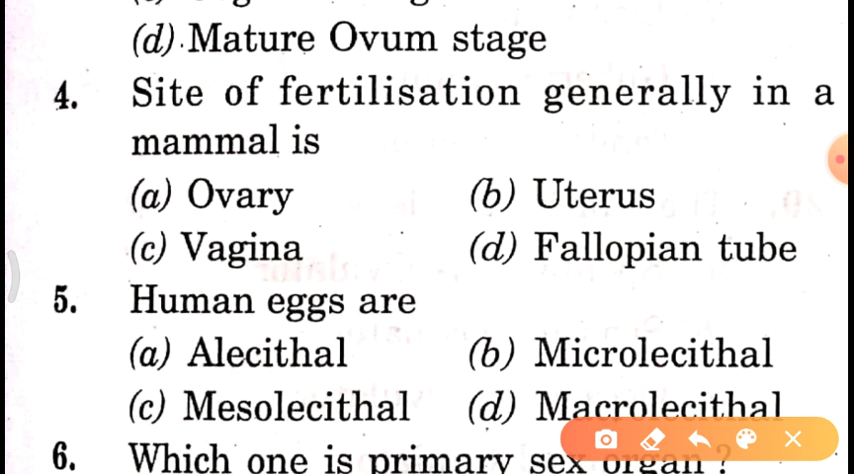 (d) Mature Ovum stage
4. Site of fertilisation generally in a
mammal is
(a) Ovary (b) Uterus
(c) Vagina (d) Fallopian tube
5. Human eggs are
(a) Alecithal (b) Microlecithal
(c) Mesolecithal (d) Macrolecithal
6. Which one is primary sex organ ?